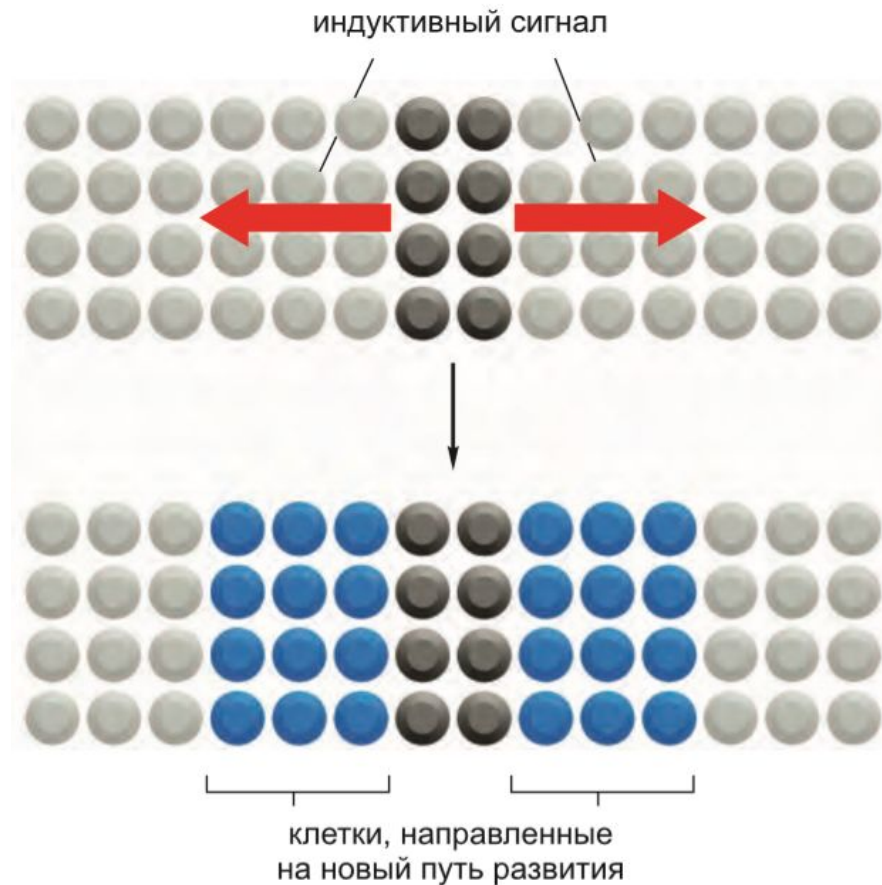 индуктивный сигнал
клетки, направленные
на новый путь развития